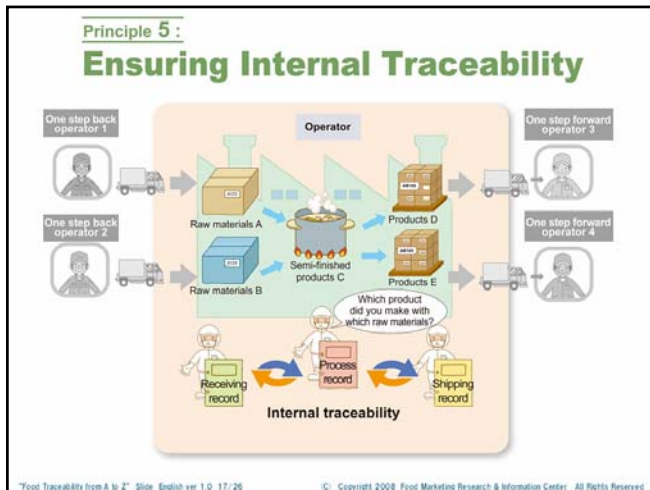 Principle 5 :
Ensuring Internal Traceability
One step back
operator 1
Operator
One step forward
operator 3
Raw materials A
Products D
One step back
operator 2
One step forward
operator 4
Semi-finished
products C
Raw materials B
Products E
Which product
did you make with
which raw materials?
Receiving
record
Process
record
Shipping
record
Internal traceability
"Food Traceability from A to Z" Slide English ver 1.0 17/26
(C) Copyright 2008 Food Marketing Research & Information Center All Rights Reserved